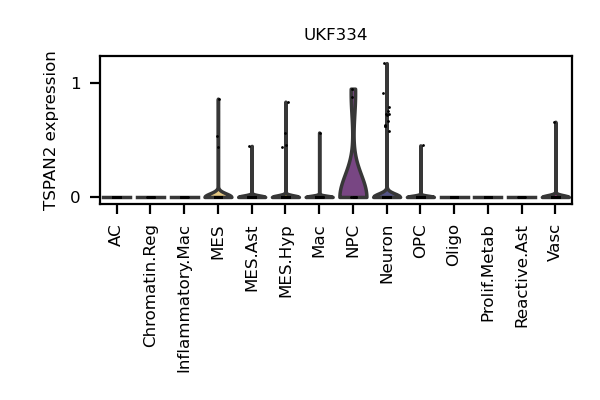 UKF334
TSPAN2 expression
1
0
AC
Chromatin.Reg
Inflammatory.Mac
MES
MES.Ast
MES.Hyp
Mac
NPC
Neuron
OPC
Oligo
Prolif.Metab
Reactive.Ast
Vasc